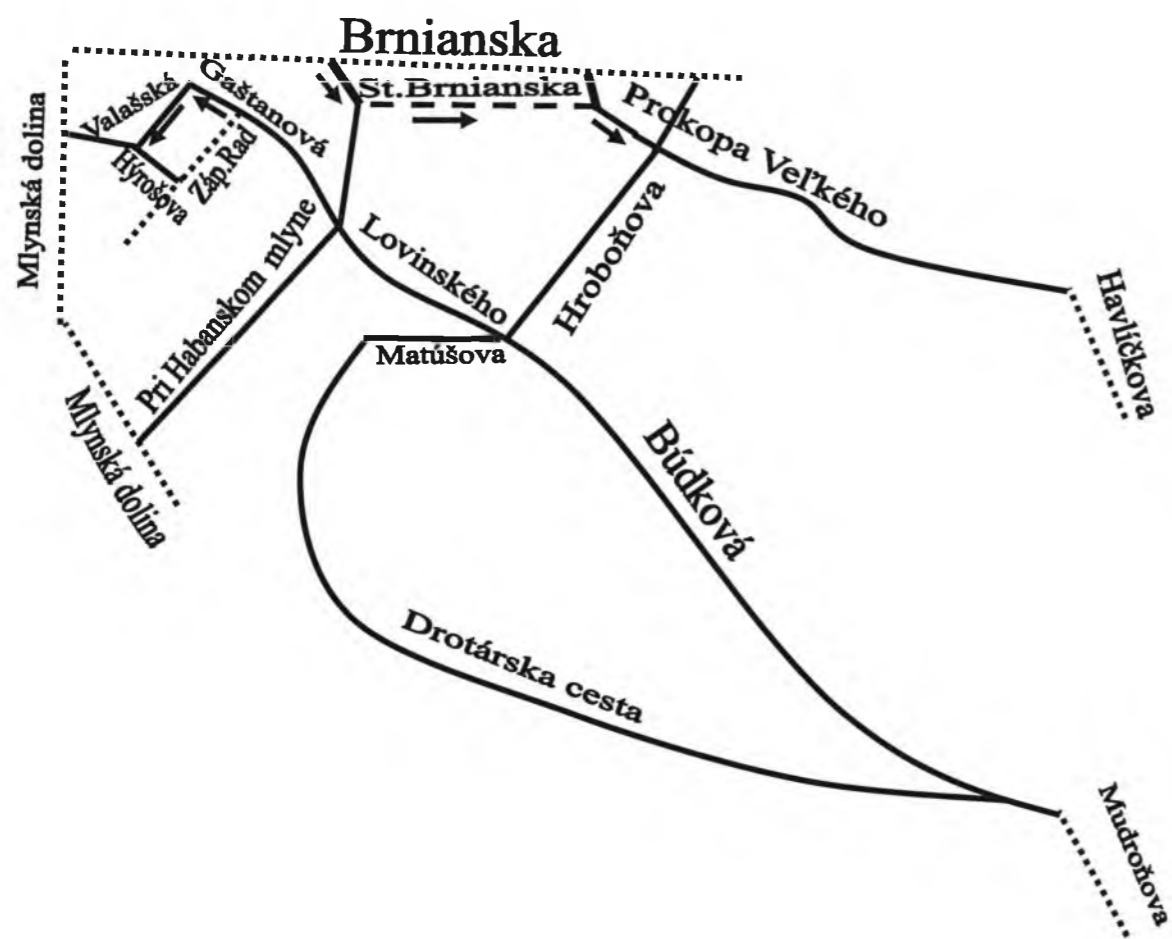 Brnianska
St.Brnianska
Gaštanová
Valašská
Hýrošova
Záp.Rad
Mlynská dolina
Prokopa Veľkého
Pri Habanskom mlyne
Lovinského
Hroboňova
Matúšova
Havlíčkova
Mlynská dolina
Búdková
Drotárska cesta
Mudroňova